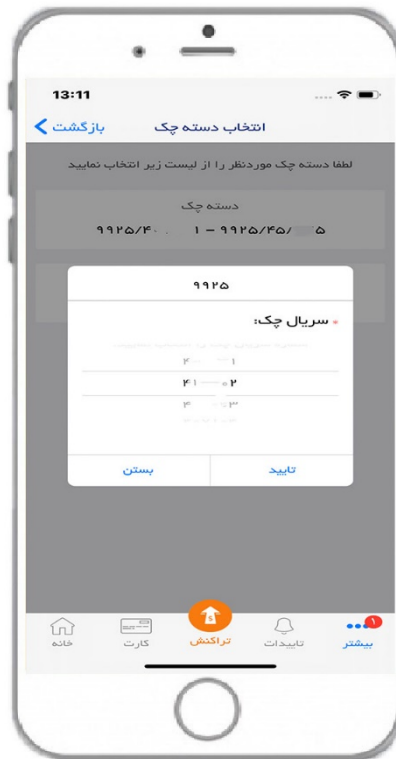 13:11
انتخاب دسته چک
بازگشت
لطفا دسته چک موردنظر را از لیست زیر انتخاب نمایید
دسته چک
۹۹۲۵
* سریال چک:
تایید
بستن
۱
بیشتر
تاییدات
تراکنش
کارت
خانه